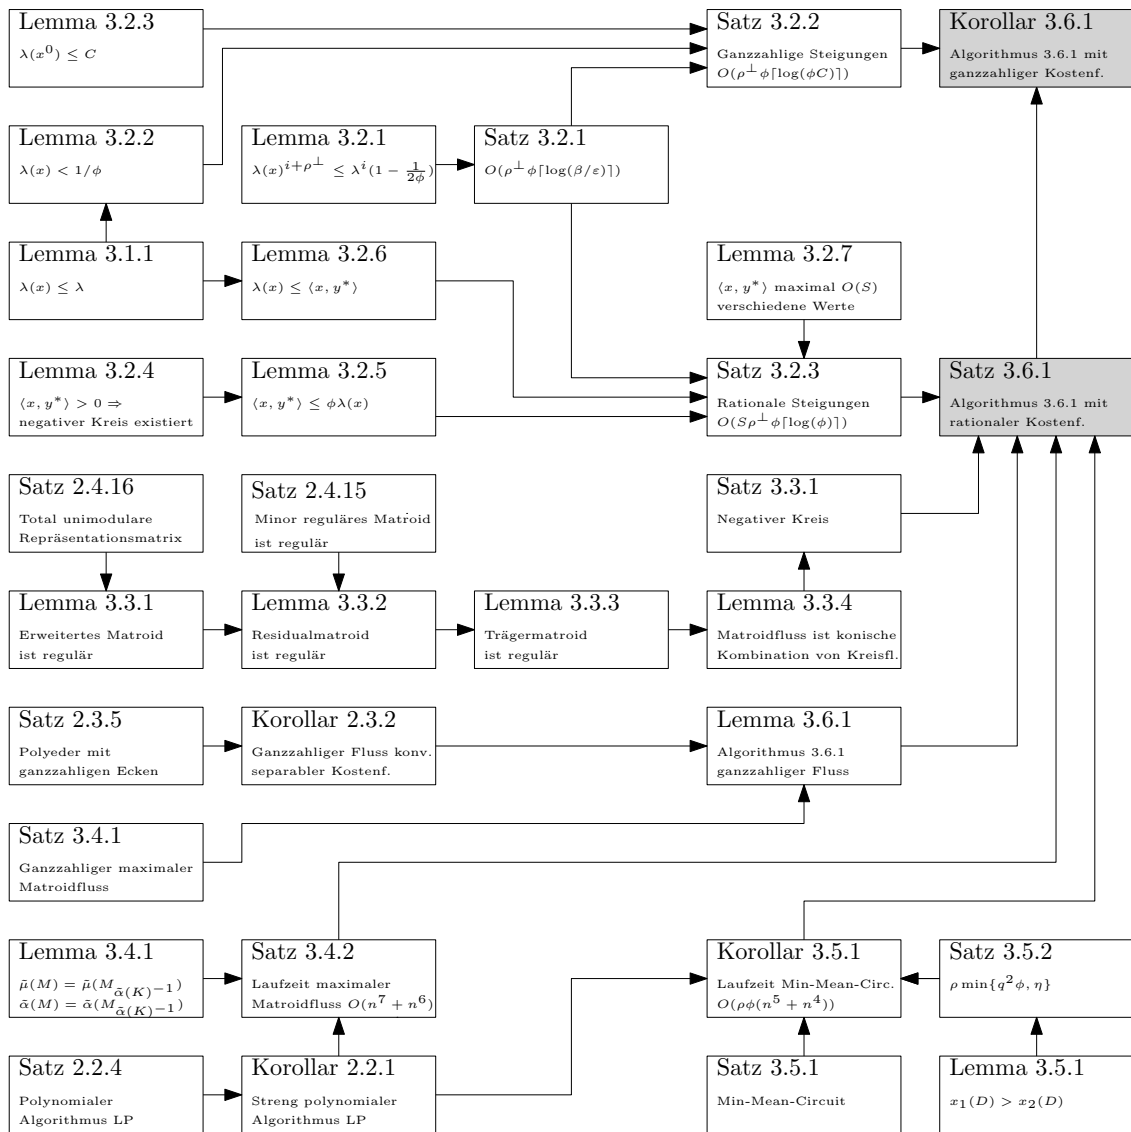 Lemma 3.2.3
λ(x⁰) ≤ C
Satz 3.2.2
Ganzzahlige Steigungen
O(ρ^⊥ϕ⌈log(ϕC)⌉)
Korollar 3.6.1
Algorithmus 3.6.1 mit
ganzzahliger Kostenf.
Lemma 3.2.2
λ(x) < 1/ϕ
Lemma 3.2.1
λ(x)^{i+ρ^⊥} ≤ λ^i(1 − \frac{1}{2ϕ})
Satz 3.2.1
O(ρ^⊥ϕ⌈log(β/ε)⌉)
Lemma 3.1.1
λ(x) ≤ λ
Lemma 3.2.6
λ(x) ≤ ⟨x, y*⟩
Lemma 3.2.7
⟨x, y*⟩ maximal O(S)
verschiedene Werte
Lemma 3.2.4
⟨x, y*⟩ > 0 ⇒
negativer Kreis existiert
Lemma 3.2.5
⟨x, y*⟩ ≤ ϕλ(x)
Satz 3.2.3
Rationale Steigungen
O(Sρ^⊥ϕ⌈log(ϕ)⌉)
Satz 3.6.1
Algorithmus 3.6.1 mit
rationaler Kostenf.
Satz 2.4.16
Total unimodulare
Repräsentationsmatrix
Satz 2.4.15
Minor reguläres Matroid
ist regulär
Satz 3.3.1
Negativer Kreis
Lemma 3.3.1
Erweitertes Matroid
ist regulär
Lemma 3.3.2
Residualmatroid
ist regulär
Lemma 3.3.3
Trägermatroid
ist regulär
Lemma 3.3.4
Matroidfluss ist konische
Kombination von Kreisfl.
Satz 2.3.5
Polyeder mit
ganzzahligen Ecken
Korollar 2.3.2
Ganzzahliger Fluss konv.
separabler Kostenf.
Lemma 3.6.1
Algorithmus 3.6.1
ganzzahliger Fluss
Satz 3.4.1
Ganzzahliger maximaler
Matroidfluss
Lemma 3.4.1
μ̃(M) = μ̃(M_{α̃(K)−1})
α̃(M) = α̃(M_{α̃(K)−1})
Satz 3.4.2
Laufzeit maximaler
Matroidfluss O(n⁷ + n⁶)
Korollar 3.5.1
Laufzeit Min-Mean-Circ.
O(ρϕ(n⁵ + n⁴))
Satz 3.5.2
ρ min{q²ϕ, η}
Satz 2.2.4
Polynomialer
Algorithmus LP
Korollar 2.2.1
Streng polynomialer
Algorithmus LP
Satz 3.5.1
Min-Mean-Circuit
Lemma 3.5.1
x₁(D) > x₂(D)